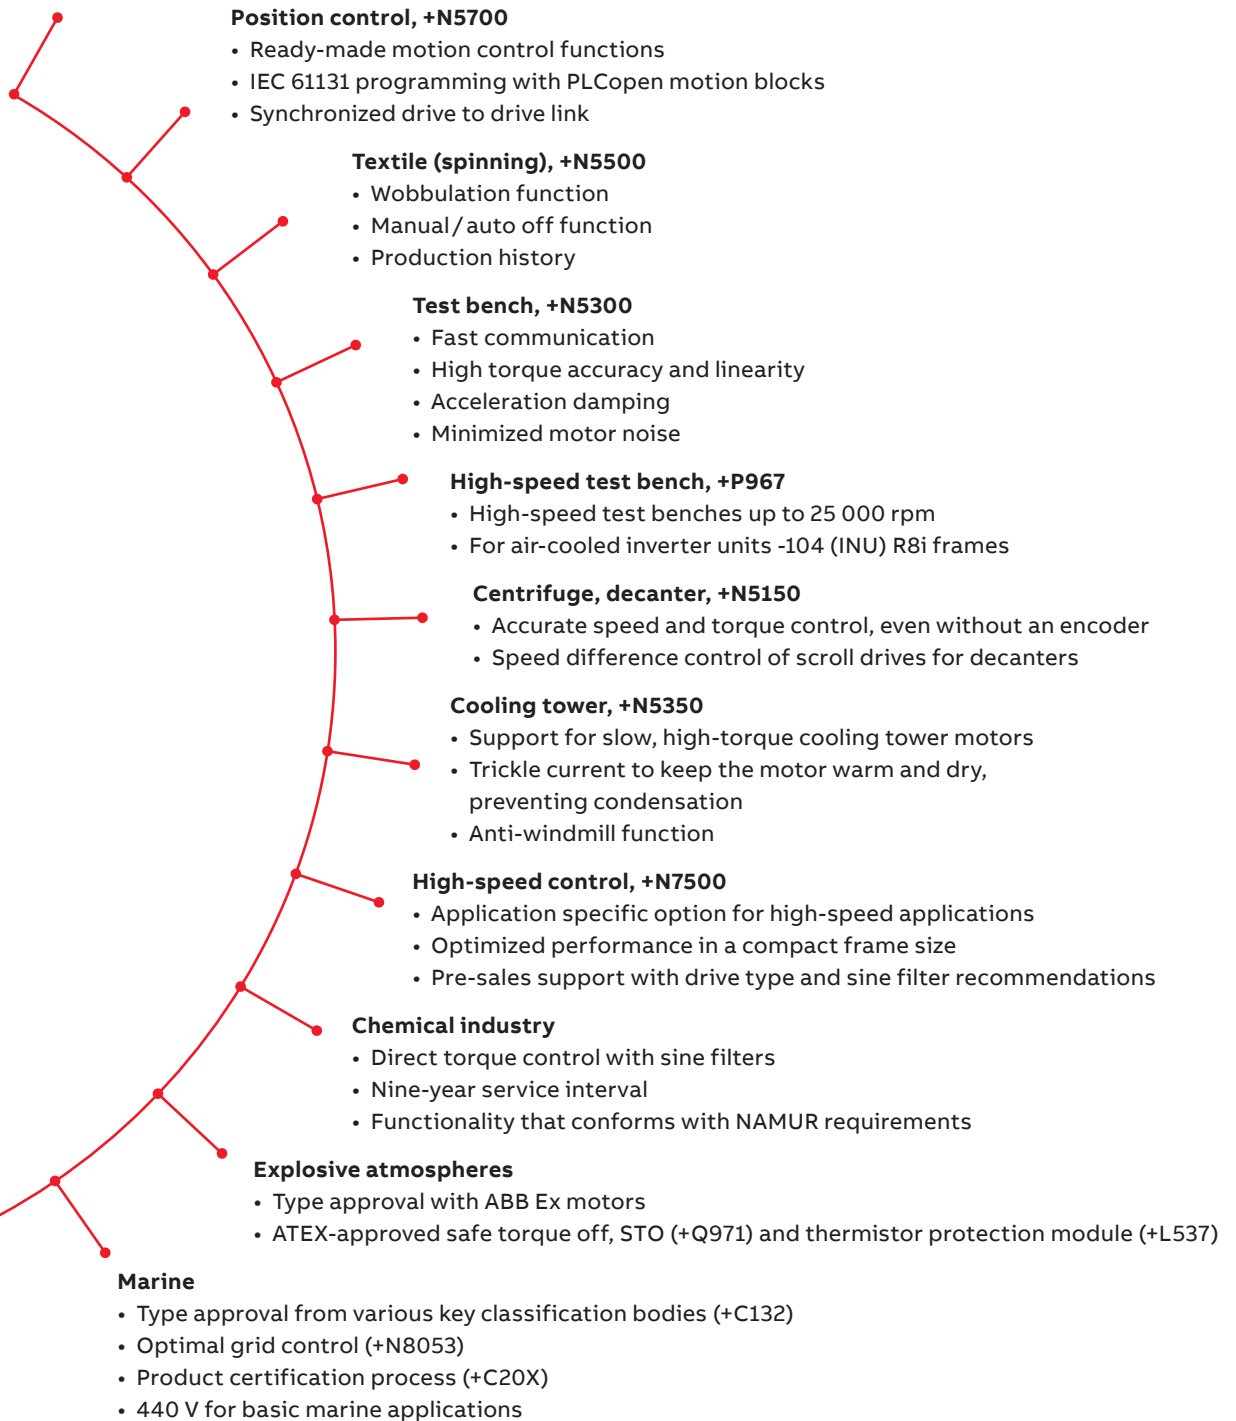 Position control, +N5700
• Ready-made motion control functions
• IEC 61131 programming with PLCopen motion blocks
• Synchronized drive to drive link
Textile (spinning), +N5500
• Wobbulation function
• Manual/auto off function
• Production history
Test bench, +N5300
• Fast communication
• High torque accuracy and linearity
• Acceleration damping
• Minimized motor noise
High-speed test bench, +P967
• High-speed test benches up to 25 000 rpm
• For air-cooled inverter units -104 (INU) R8i frames
Centrifuge, decanter, +N5150
• Accurate speed and torque control, even without an encoder
• Speed difference control of scroll drives for decanters
Cooling tower, +N5350
• Support for slow, high-torque cooling tower motors
• Trickle current to keep the motor warm and dry,
preventing condensation
• Anti-windmill function
High-speed control, +N7500
• Application specific option for high-speed applications
• Optimized performance in a compact frame size
• Pre-sales support with drive type and sine filter recommendations
Chemical industry
• Direct torque control with sine filters
• Nine-year service interval
• Functionality that conforms with NAMUR requirements
Explosive atmospheres
• Type approval with ABB Ex motors
• ATEX-approved safe torque off, STO (+Q971) and thermistor protection module (+L537)
Marine
• Type approval from various key classification bodies (+C132)
• Optimal grid control (+N8053)
• Product certification process (+C20X)
• 440 V for basic marine applications